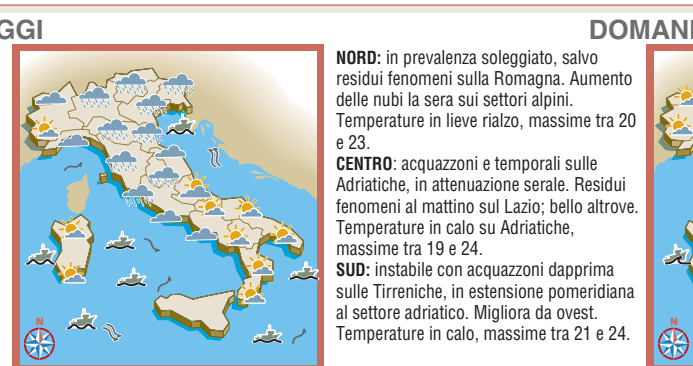 GGI
DOMANI
NORD: in prevalenza soleggiato, salvo
residui fenomeni sulla Romagna. Aumento
delle nubi la sera sui settori alpini.
Temperature in lieve rialzo, massime tra 20
e 23.
CENTRO: acquazzoni e temporali sulle
Adriatiche, in attenuazione serale. Residui
fenomeni al mattino sul Lazio; bello altrove.
Temperature in calo su Adriatiche,
massime tra 19 e 24.
SUD: instabile con acquazzoni dapprima
sulle Tirreniche, in estensione pomeridiana
al settore adriatico. Migliora da ovest.
Temperature in calo, massime tra 21 e 24.
N
N